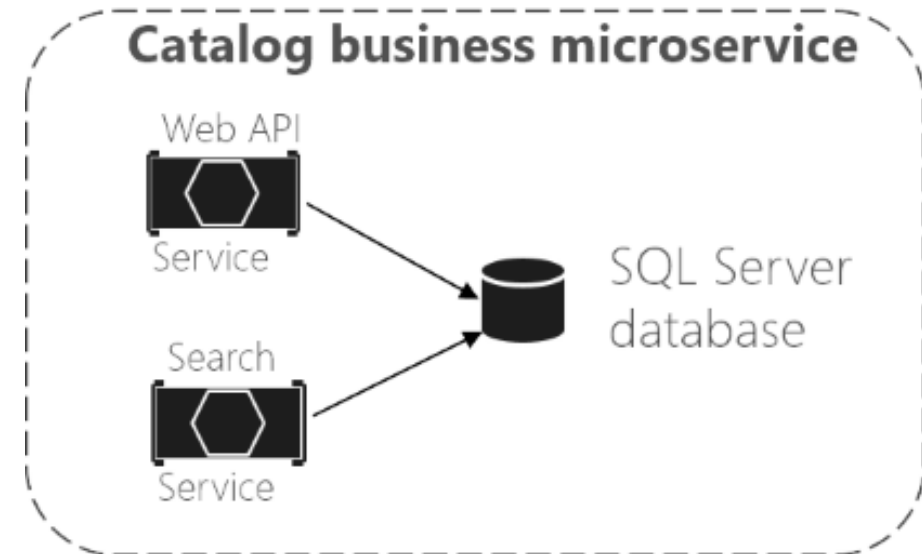 Catalog business microservice
Web API
Service
SQL Server
database
Search
Service